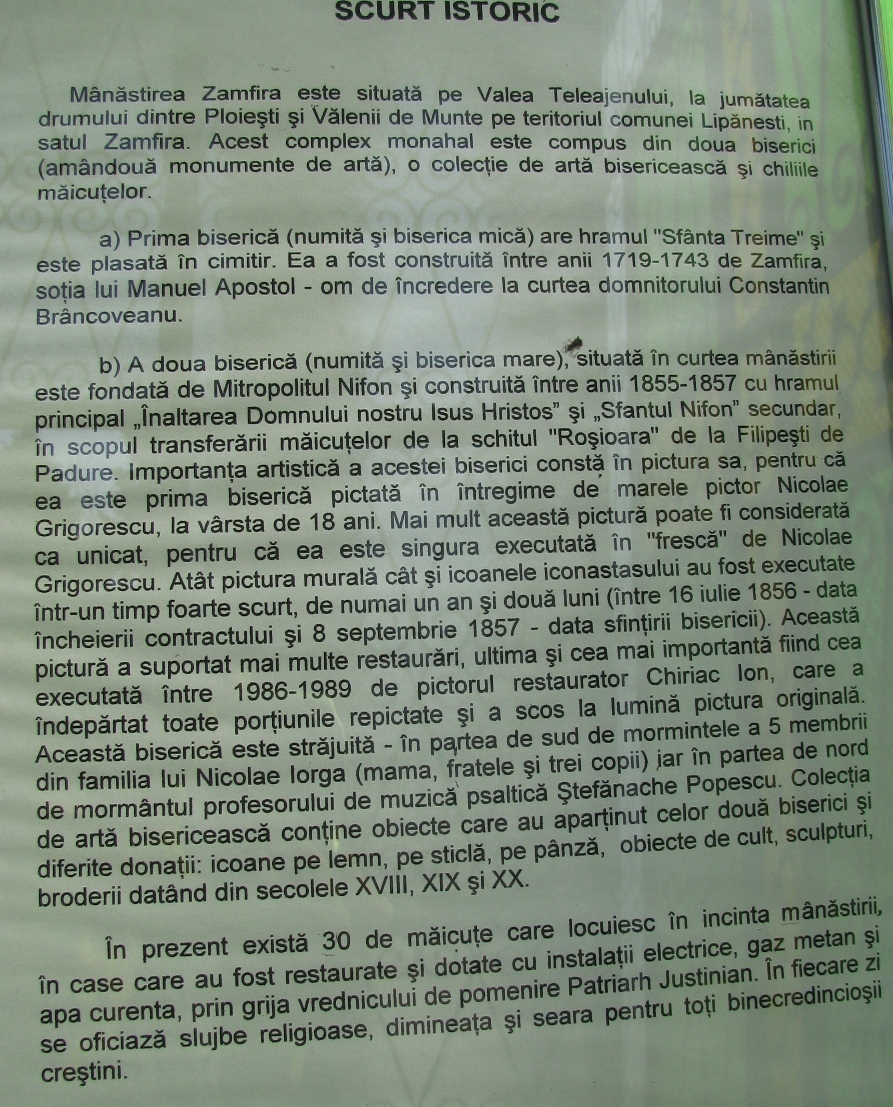 SCURT ISTORIC
Mânăstirea Zamfira este situată pe Valea Teleajenului, la jumătatea
drumului dintre Ploieşti şi Vălenii de Munte pe teritoriul comunei Lipănesti, in
satul Zamfira. Acest complex monahal este compus din doua biserici
(amândouă monumente de artă), o colecţie de artă bisericească şi chiliile
măicuţelor.
a) Prima biserică (numită şi biserica mică) are hramul "Sfânta Treime" şi
este plasată în cimitir. Ea a fost construită între anii 1719-1743 de Zamfira,
soţia lui Manuel Apostol - om de încredere la curtea domnitorului Constantin
Brâncoveanu.
b) A doua biserică (numită şi biserica mare), situată în curtea mânăstirii
este fondată de Mitropolitul Nifon şi construită între anii 1855-1857 cu hramul
principal „Înaltarea Domnului nostru Isus Hristos” şi „Sfantul Nifon” secundar,
în scopul transferării măicuţelor de la schitul "Roşioara" de la Filipeşti de
Padure. Importanţa artistică a acestei biserici constă în pictura sa, pentru că
ea este prima biserică pictată în întregime de marele pictor Nicolae
Grigorescu, la vârsta de 18 ani. Mai mult această pictură poate fi considerată
ca unicat, pentru că ea este singura executată în "frescă" de Nicolae
Grigorescu. Atât pictura murală cât şi icoanele iconastasului au fost executate
într-un timp foarte scurt, de numai un an şi două luni (între 16 iulie 1856 - data
încheierii contractului şi 8 septembrie 1857 - data sfinţirii bisericii). Această
pictură a suportat mai multe restaurări, ultima şi cea mai importantă fiind cea
executată între 1986-1989 de pictorul restaurator Chiriac Ion, care a
îndepărtat toate porţiunile repictate şi a scos la lumină pictura originală.
Această biserică este străjuită - în partea de sud de mormintele a 5 membrii
din familia lui Nicolae Iorga (mama, fratele şi trei copii) jar în partea de nord
de mormântul profesorului de muzică psaltică Ştefănache Popescu. Colecţia
de artă bisericească conţine obiecte care au aparţinut celor două biserici şi
diferite donaţii: icoane pe lemn, pe sticlă, pe pânză, obiecte de cult, sculpturi,
broderii datând din secolele XVIII, XIX şi XX.
În prezent există 30 de măicuţe care locuiesc în incinta mânăstirii,
în case care au fost restaurate şi dotate cu instalaţii electrice, gaz metan şi
apa curenta, prin grija vrednicului de pomenire Patriarh Justinian. În fiecare zi
se oficiază slujbe religioase, dimineaţa şi seara pentru toţi binecredincioşii
creştini.